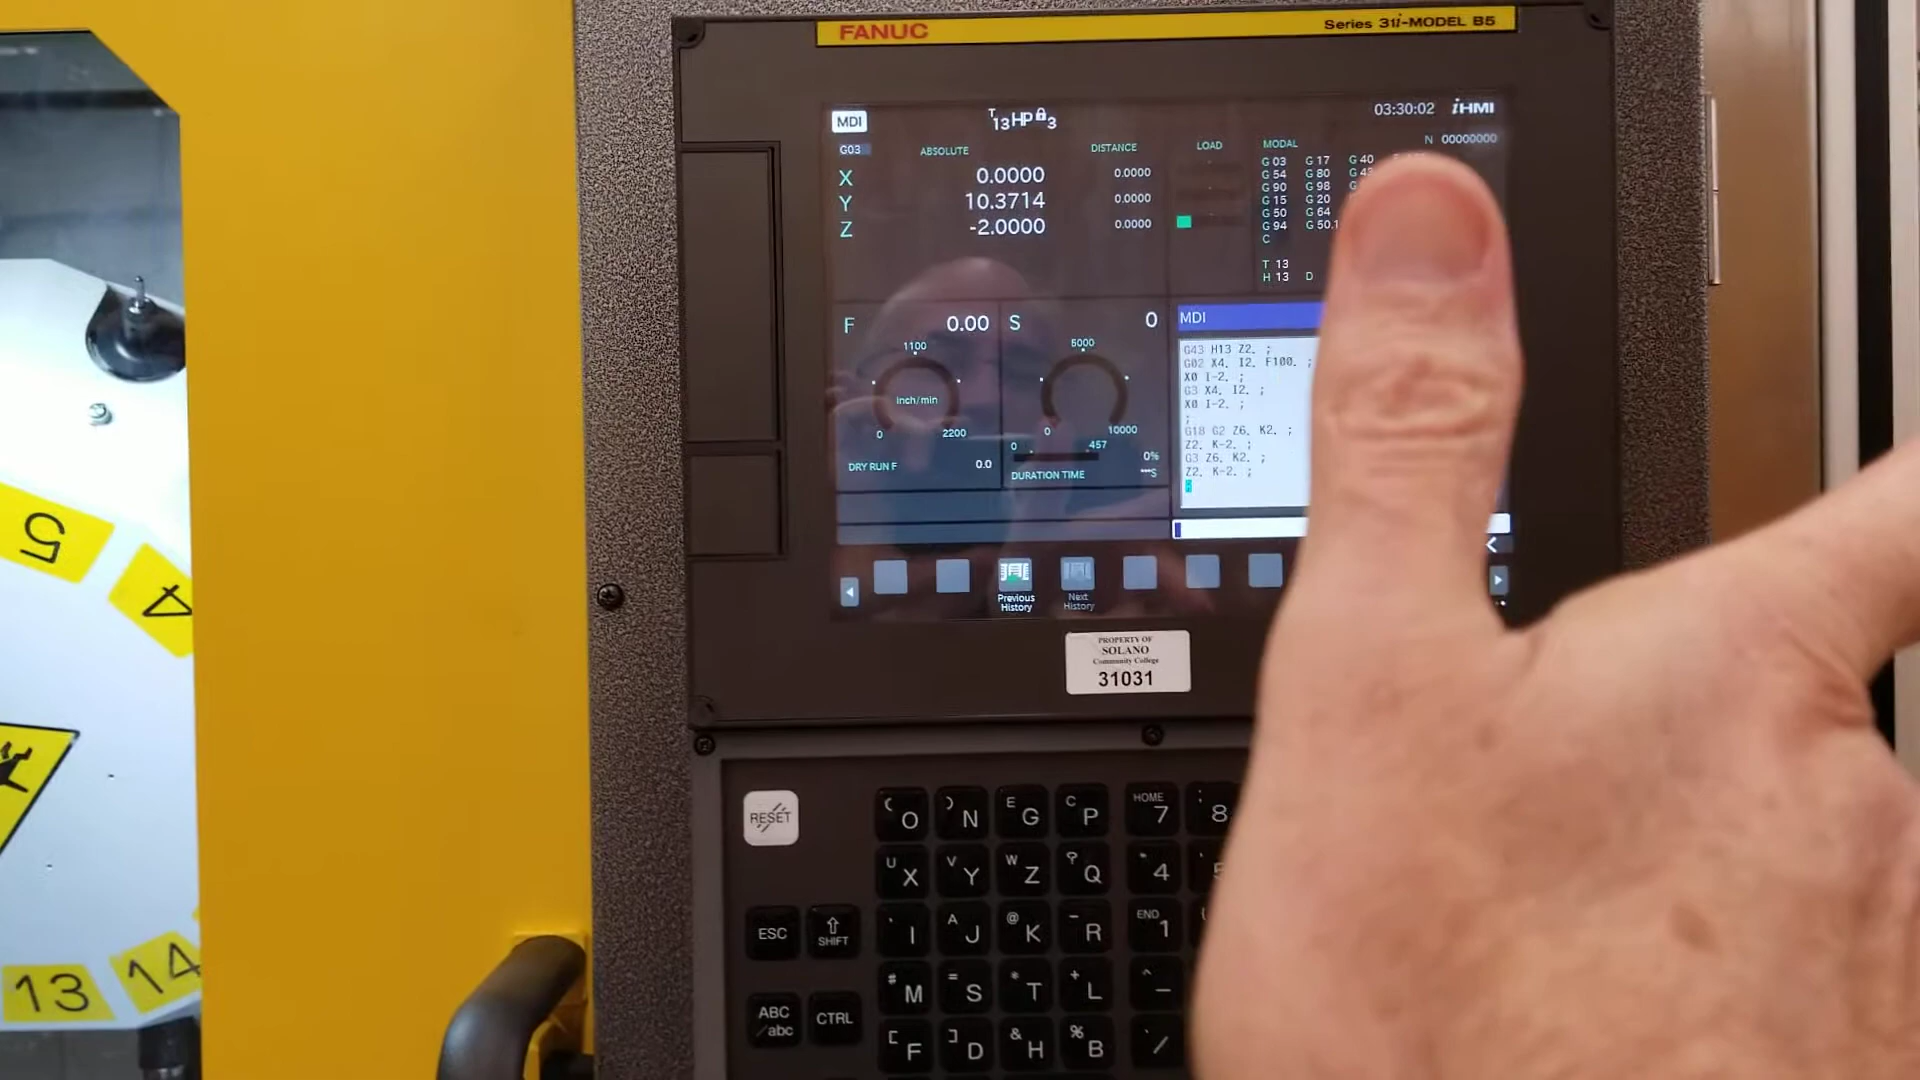 FANUC
Series 31i-MODEL B5
MDI
T13HP 3
03:30:02 iHMI
G03
ABSOLUTE
DISTANCE
LOAD
MODAL
N 00000000
X 0.0000 0.0000
Y 10.3714 0.0000
Z -2.0000 0.0000
G 03 G 17 G 40
G 54 G 80
G 90 G 98
G 15 G 20
G 50 G 64
G 94 G 50.1
C
T 13
H 13 D
F 0.00
1100
inch/min
0 2200
DRY RUN F 0.0
S 0
5000
0 10000
0 457
0%
DURATION TIME ***S
MDI
G43 H13 Z2. ;
G02 X4. I2. F100. ;
X0 I-2. ;
G3 X4. I2. ;
X0 I-2. ;
;
G18 G2 Z6. K2. ;
Z2. K-2. ;
G3 Z6. K2. ;
Z2. K-2. ;
Previous
History
Next
History
PROPERTY OF
SOLANO
Community College
31031
RESET
( O ) N E G C P HOME 7 ; 8
U X V Y W Z ? Q 4
ESC
SHIFT
' I A J @ K R END 1
# M = S * T + L
ABC
/abc
CTRL
[ F ] D & H % B /
5
4
13
14